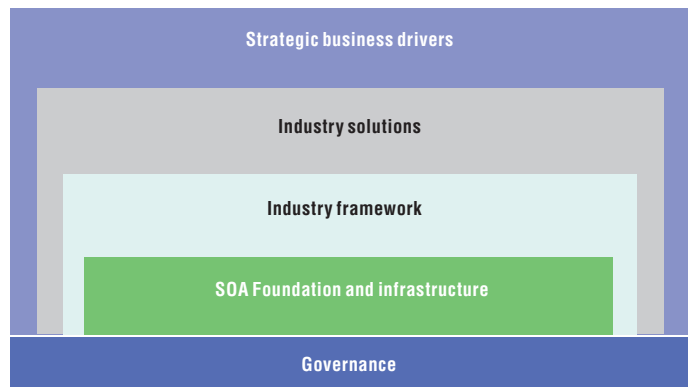 Strategic business drivers
Industry solutions
Industry framework
SOA Foundation and infrastructure
Governance